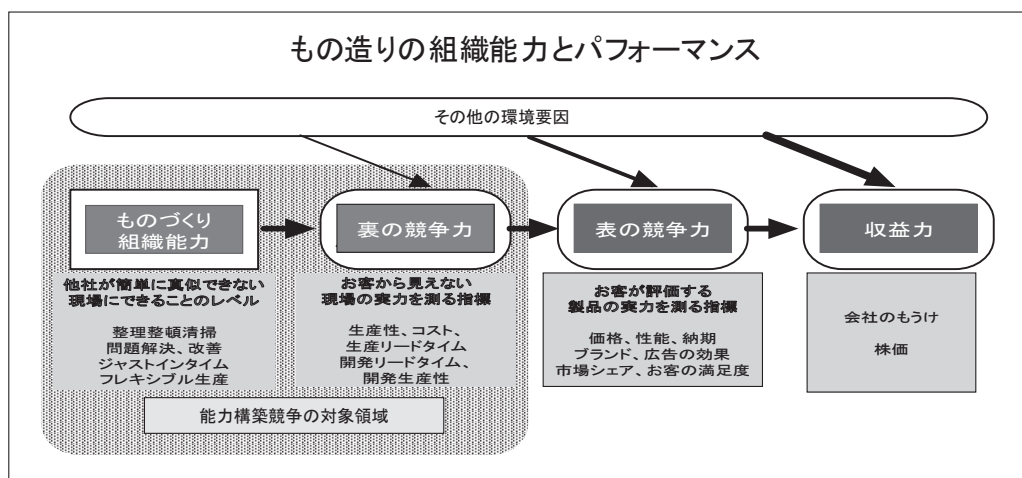 もの造りの組織能力とパフォーマンス
その他の環境要因
ものづくり
組織能力
裏の競争力
表の競争力
収益力
他社が簡単に真似できない
現場にできることのレベル
整理整頓清掃
問題解決、改善
ジャストインタイム
フレキシブル生産
お客から見えない
現場の実力を測る指標
生産性、コスト、
生産リードタイム
開発リードタイム、
開発生産性
お客が評価する
製品の実力を測る指標
価格、性能、納期
ブランド、広告の効果
市場シェア、お客の満足度
会社のもうけ
株価
能力構築競争の対象領域